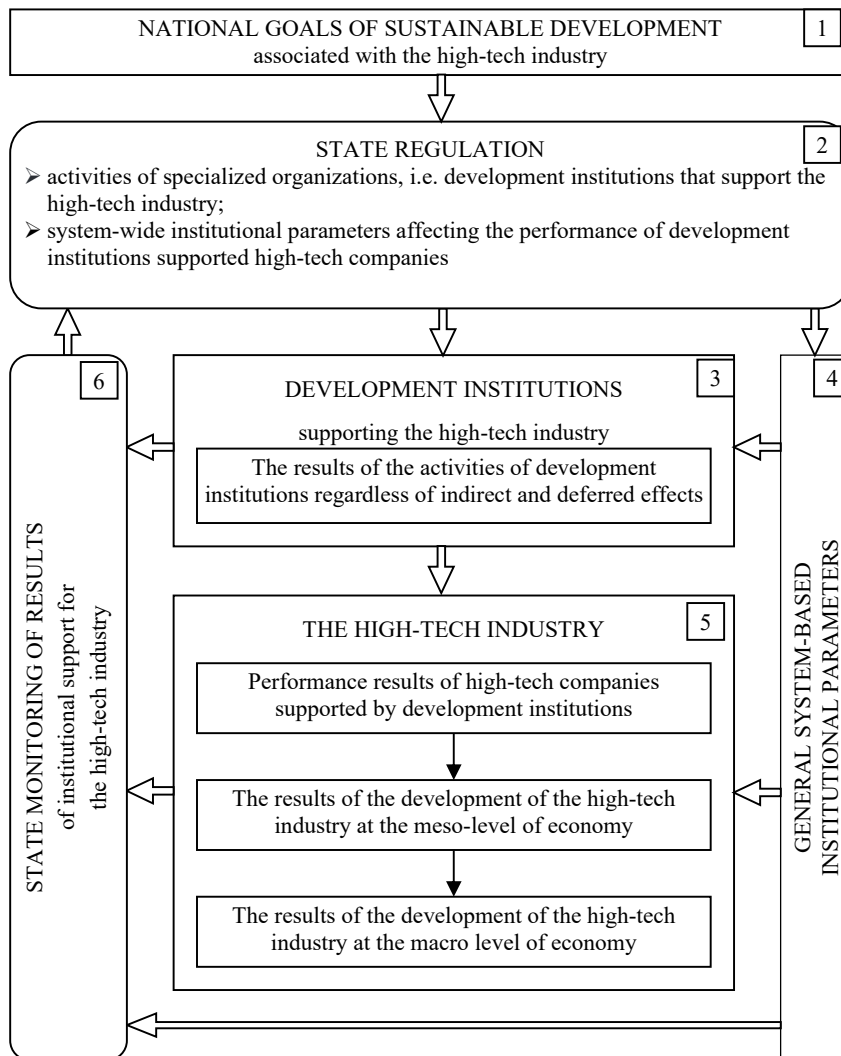 NATIONAL GOALS OF SUSTAINABLE DEVELOPMENT
associated with the high-tech industry
1
STATE REGULATION
2
➢ activities of specialized organizations, i.e. development institutions that support the
high-tech industry;
➢ system-wide institutional parameters affecting the performance of development
institutions supported high-tech companies
6
STATE MONITORING OF RESULTS
of institutional support for
the high-tech industry
DEVELOPMENT INSTITUTIONS
3
supporting the high-tech industry
The results of the activities of development
institutions regardless of indirect and deferred effects
4
GENERAL SYSTEM-BASED
INSTITUTIONAL PARAMETERS
THE HIGH-TECH INDUSTRY
5
Performance results of high-tech companies
supported by development institutions
The results of the development of the high-tech
industry at the meso-level of economy
The results of the development of the high-tech
industry at the macro level of economy